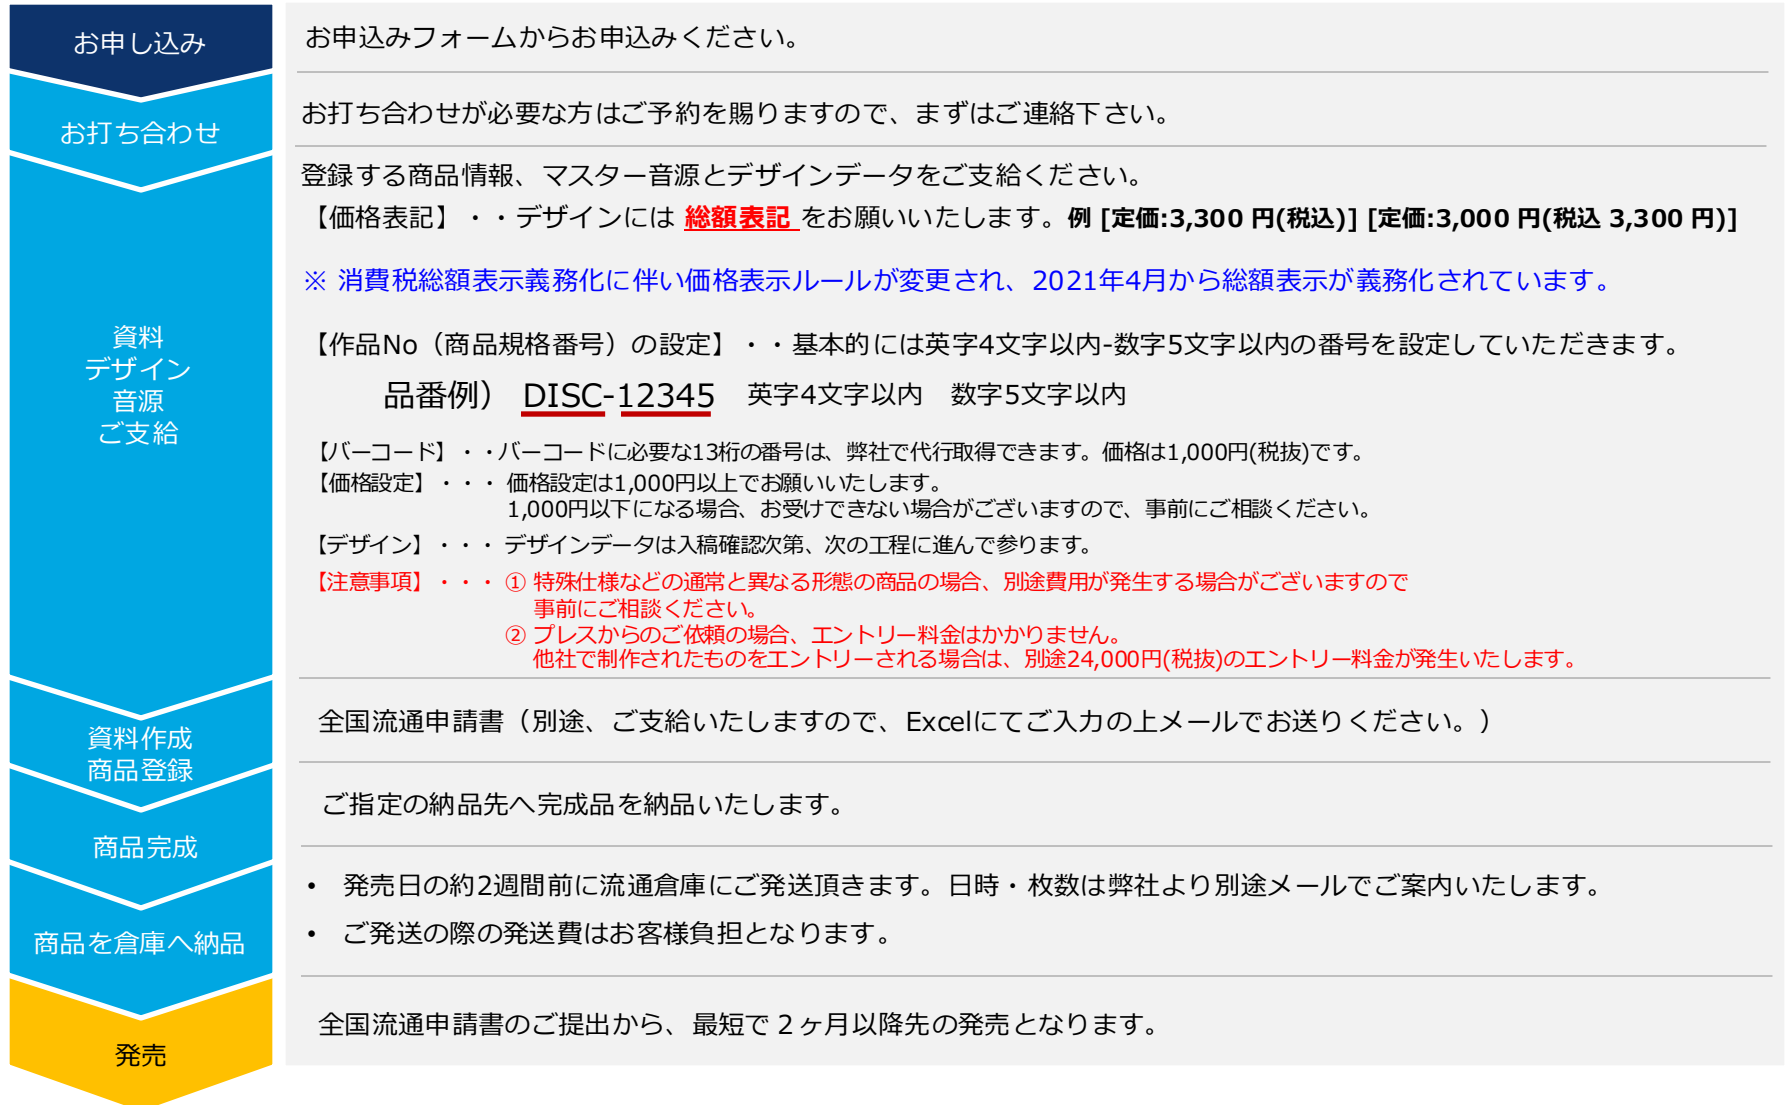 お申し込み
お申込みフォームからお申込みください。
お打ち合わせ
お打ち合わせが必要な方はご予約を賜りますので、まずはご連絡下さい。
資料
デザイン
音源
ご支給
登録する商品情報、マスター音源とデザインデータをご支給ください。
【価格表記】・・デザインには 総額表記 をお願いいたします。例 [定価:3,300 円(税込)] [定価:3,000 円(税込 3,300 円)]
※ 消費税総額表示義務化に伴い価格表示ルールが変更され、2021年4月から総額表示が義務化されています。
【作品No（商品規格番号）の設定】・・基本的には英字4文字以内-数字5文字以内の番号を設定していただきます。
品番例） DISC-12345 英字4文字以内 数字5文字以内
【バーコード】・・バーコードに必要な13桁の番号は、弊社で代行取得できます。価格は1,000円(税抜)です。
【価格設定】・・・ 価格設定は1,000円以上でお願いいたします。
1,000円以下になる場合、お受けできない場合がございますので、事前にご相談ください。
【デザイン】・・・ デザインデータは入稿確認次第、次の工程に進んで参ります。
【注意事項】・・・ ① 特殊仕様などの通常と異なる形態の商品の場合、別途費用が発生する場合がございますので
事前にご相談ください。
② プレスからのご依頼の場合、エントリー料金はかかりません。
他社で制作されたものをエントリーされる場合は、別途24,000円(税抜)のエントリー料金が発生いたします。
資料作成
商品登録
全国流通申請書（別途、ご支給いたしますので、Excelにてご入力の上メールでお送りください。）
商品完成
ご指定の納品先へ完成品を納品いたします。
商品を倉庫へ納品
• 発売日の約2週間前に流通倉庫にご発送頂きます。日時・枚数は弊社より別途メールでご案内いたします。
• ご発送の際の発送費はお客様負担となります。
発売
全国流通申請書のご提出から、最短で２ヶ月以降先の発売となります。